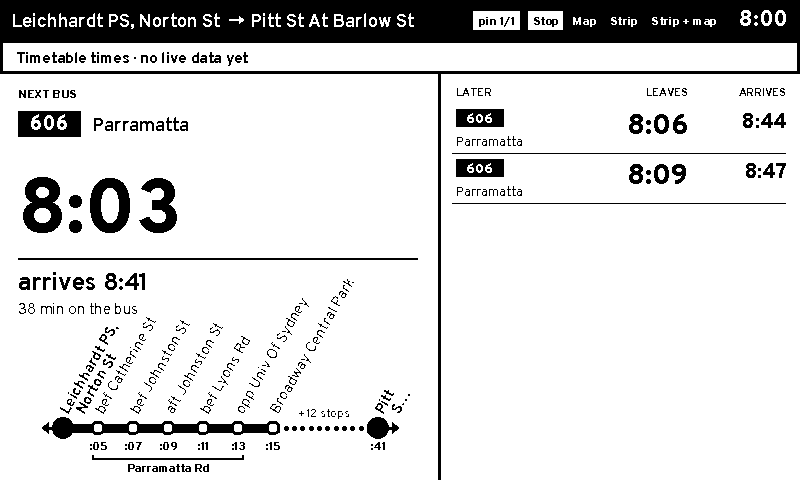 Leichhardt PS, Norton St → Pitt St At Barlow St
pin 1/1 Stop Map Strip Strip + map 8:00
Timetable times · no live data yet
NEXT BUS
606 Parramatta
8:03
arrives 8:41
38 min on the bus
Leichhardt PS,
Norton St
bef Catherine St
bef Johnston St
aft Johnston St
bef Lyons Rd
opp Univ Of Sydney
Broadway Central Park
+12 stops
Pitt
S...
:05 :07 :09 :11 :13 :15 :41
Parramatta Rd
LATER LEAVES ARRIVES
606 8:06 8:44
Parramatta
606 8:09 8:47
Parramatta